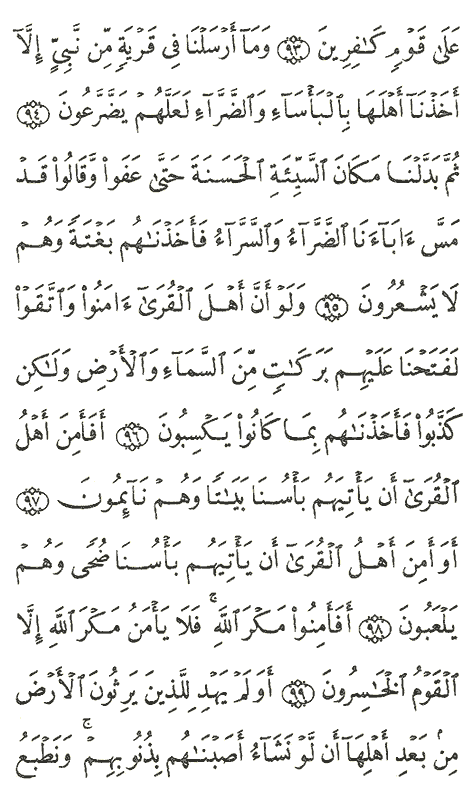 عَلَىٰ قَوۡمٖ كَٰفِرِينَ ٩٣ وَمَآ أَرۡسَلۡنَا فِي قَرۡيَةٖ مِّن نَّبِيٍّ إِلَّآ
أَخَذۡنَآ أَهۡلَهَا بِٱلۡبَأۡسَآءِ وَٱلضَّرَّآءِ لَعَلَّهُمۡ يَضَّرَّعُونَ ٩٤
ثُمَّ بَدَّلۡنَا مَكَانَ ٱلسَّيِّئَةِ ٱلۡحَسَنَةَ حَتَّىٰ عَفَواْ وَّقَالُواْ قَدۡ
مَسَّ ءَابَآءَنَا ٱلضَّرَّآءُ وَٱلسَّرَّآءُ فَأَخَذۡنَٰهُم بَغۡتَةٗ وَهُمۡ
لَا يَشۡعُرُونَ ٩٥ وَلَوۡ أَنَّ أَهۡلَ ٱلۡقُرَىٰٓ ءَامَنُواْ وَٱتَّقَوۡاْ
لَفَتَحۡنَا عَلَيۡهِم بَرَكَٰتٖ مِّنَ ٱلسَّمَآءِ وَٱلۡأَرۡضِ وَلَٰكِن
كَذَّبُواْ فَأَخَذۡنَٰهُم بِمَا كَانُواْ يَكۡسِبُونَ ٩٦ أَفَأَمِنَ أَهۡلُ
ٱلۡقُرَىٰٓ أَن يَأۡتِيَهُم بَأۡسُنَا بَيَٰتٗا وَهُمۡ نَآئِمُونَ ٩٧
أَوَأَمِنَ أَهۡلُ ٱلۡقُرَىٰٓ أَن يَأۡتِيَهُم بَأۡسُنَا ضُحٗى وَهُمۡ
يَلۡعَبُونَ ٩٨ أَفَأَمِنُواْ مَكۡرَ ٱللَّهِۚ فَلَا يَأۡمَنُ مَكۡرَ ٱللَّهِ إِلَّا
ٱلۡقَوۡمُ ٱلۡخَٰسِرُونَ ٩٩ أَوَلَمۡ يَهۡدِ لِلَّذِينَ يَرِثُونَ ٱلۡأَرۡضَ
مِنۢ بَعۡدِ أَهۡلِهَآ أَن لَّوۡ نَشَآءُ أَصَبۡنَٰهُم بِذُنُوبِهِمۡۚ وَنَطۡبَعُ